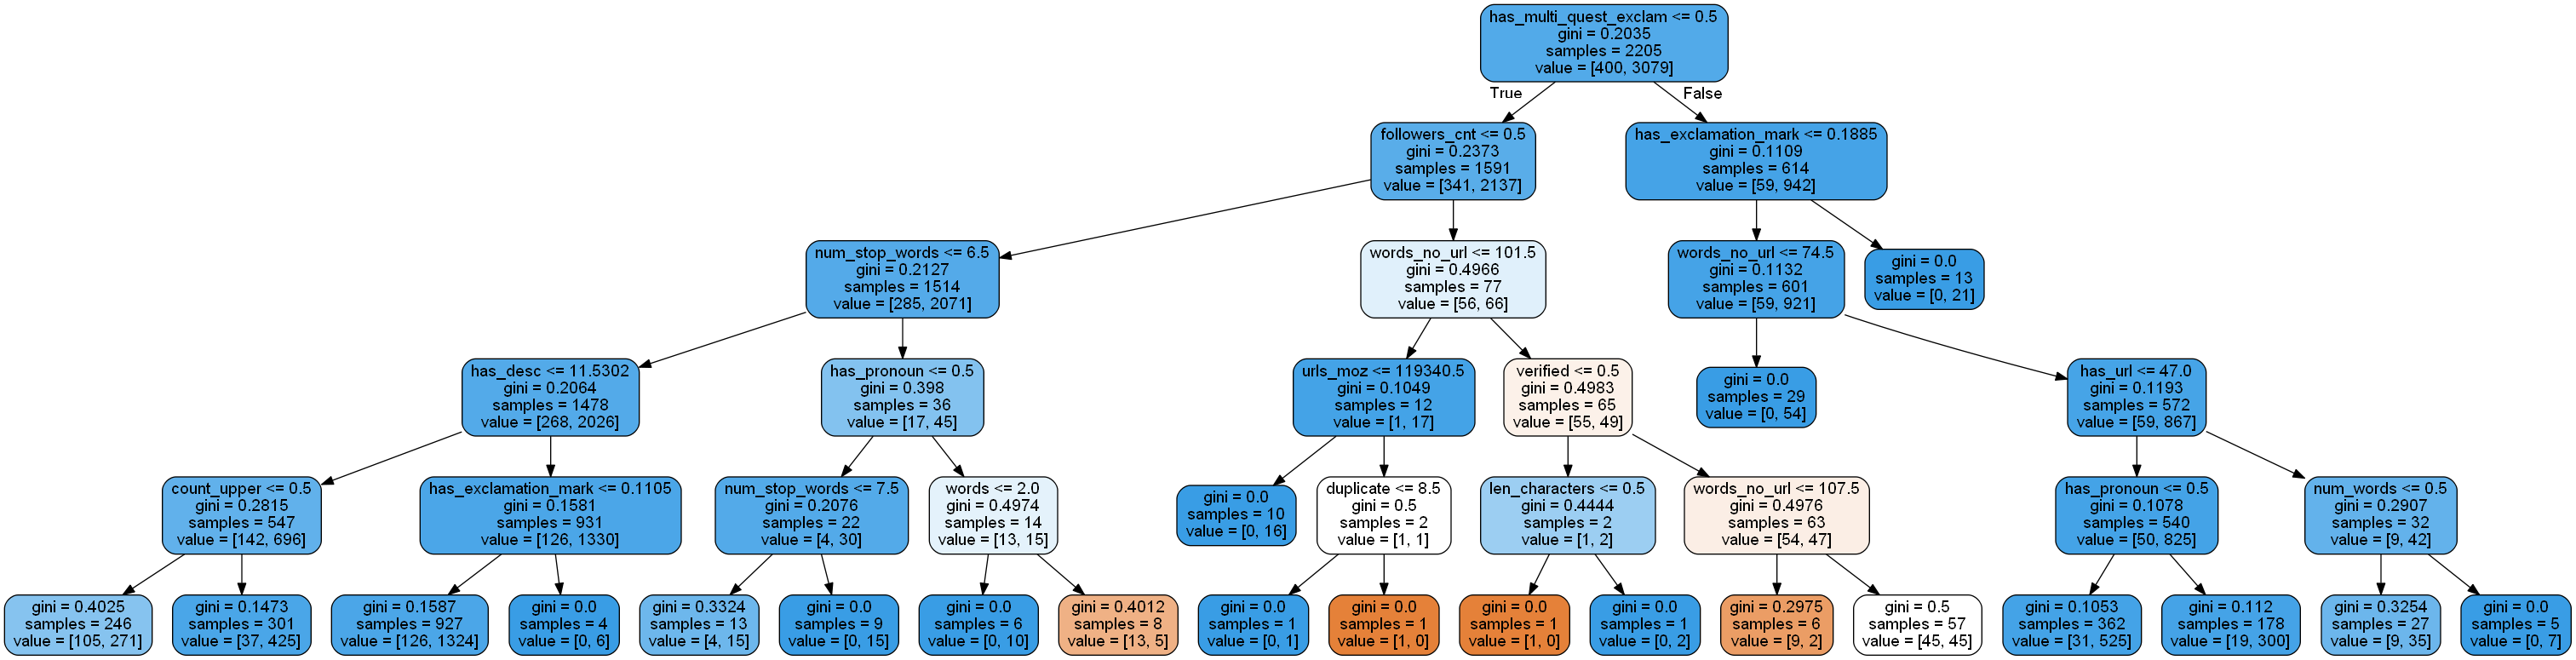 has_multi_quest_exclam <= 0.5
gini = 0.2035
samples = 2205
value = [400, 3079]
True
False
followers_cnt <= 0.5
gini = 0.2373
samples = 1591
value = [341, 2137]
has_exclamation_mark <= 0.1885
gini = 0.1109
samples = 614
value = [59, 942]
num_stop_words <= 6.5
gini = 0.2127
samples = 1514
value = [285, 2071]
words_no_url <= 101.5
gini = 0.4966
samples = 77
value = [56, 66]
words_no_url <= 74.5
gini = 0.1132
samples = 601
value = [59, 921]
gini = 0.0
samples = 13
value = [0, 21]
has_desc <= 11.5302
gini = 0.2064
samples = 1478
value = [268, 2026]
has_pronoun <= 0.5
gini = 0.398
samples = 36
value = [17, 45]
urls_moz <= 119340.5
gini = 0.1049
samples = 12
value = [1, 17]
verified <= 0.5
gini = 0.4983
samples = 65
value = [55, 49]
gini = 0.0
samples = 29
value = [0, 54]
has_url <= 47.0
gini = 0.1193
samples = 572
value = [59, 867]
count_upper <= 0.5
gini = 0.2815
samples = 547
value = [142, 696]
has_exclamation_mark <= 0.1105
gini = 0.1581
samples = 931
value = [126, 1330]
num_stop_words <= 7.5
gini = 0.2076
samples = 22
value = [4, 30]
words <= 2.0
gini = 0.4974
samples = 14
value = [13, 15]
gini = 0.0
samples = 10
value = [0, 16]
duplicate <= 8.5
gini = 0.5
samples = 2
value = [1, 1]
len_characters <= 0.5
gini = 0.4444
samples = 2
value = [1, 2]
words_no_url <= 107.5
gini = 0.4976
samples = 63
value = [54, 47]
has_pronoun <= 0.5
gini = 0.1078
samples = 540
value = [50, 825]
num_words <= 0.5
gini = 0.2907
samples = 32
value = [9, 42]
gini = 0.4025
samples = 246
value = [105, 271]
gini = 0.1473
samples = 301
value = [37, 425]
gini = 0.1587
samples = 927
value = [126, 1324]
gini = 0.0
samples = 4
value = [0, 6]
gini = 0.3324
samples = 13
value = [4, 15]
gini = 0.0
samples = 9
value = [0, 15]
gini = 0.0
samples = 6
value = [0, 10]
gini = 0.4012
samples = 8
value = [13, 5]
gini = 0.0
samples = 1
value = [0, 1]
gini = 0.0
samples = 1
value = [1, 0]
gini = 0.0
samples = 1
value = [1, 0]
gini = 0.0
samples = 1
value = [0, 2]
gini = 0.2975
samples = 6
value = [9, 2]
gini = 0.5
samples = 57
value = [45, 45]
gini = 0.1053
samples = 362
value = [31, 525]
gini = 0.112
samples = 178
value = [19, 300]
gini = 0.3254
samples = 27
value = [9, 35]
gini = 0.0
samples = 5
value = [0, 7]